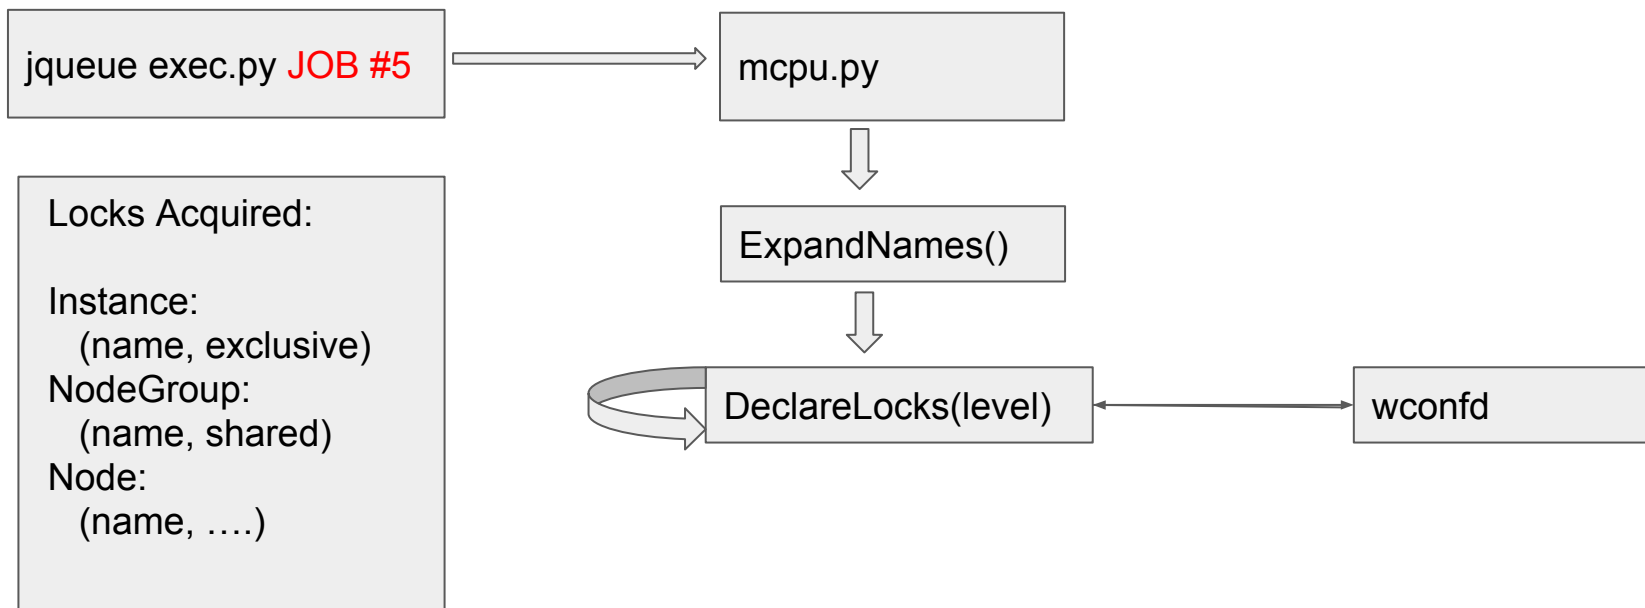 jqueue exec.py JOB #5
mcpu.py
Locks Acquired:
Instance:
(name, exclusive)
NodeGroup:
(name, shared)
Node:
(name, ....)
ExpandNames()
DeclareLocks(level)
wconfd